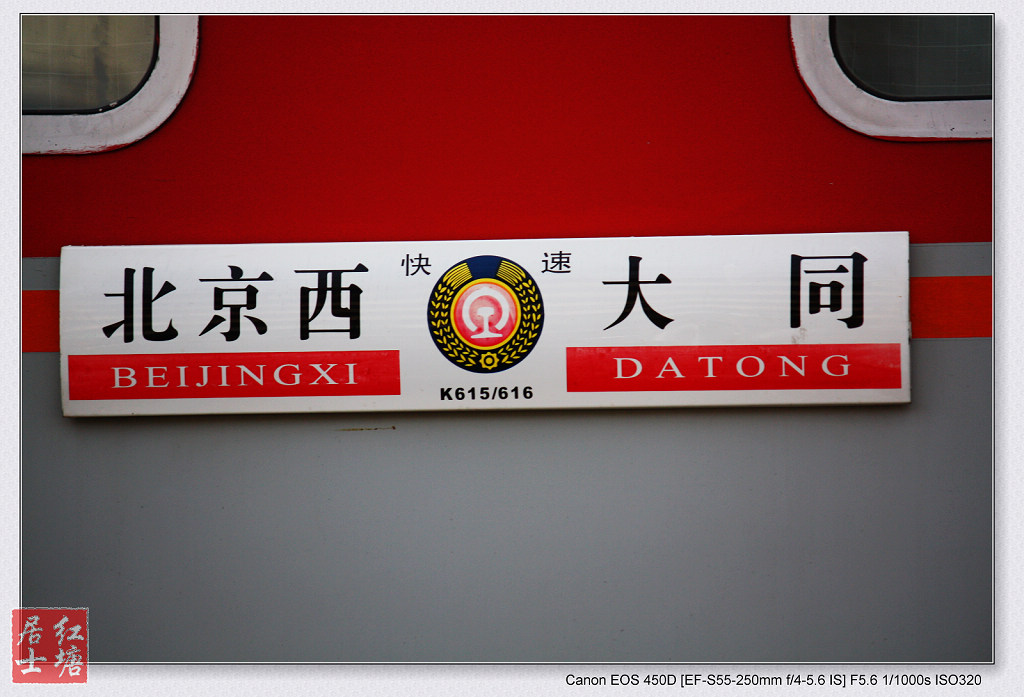 北京西 快 速 大同
BEIJINGXI DATONG
K615/616
红塘
居士
Canon EOS 450D [EF-S55-250mm f/4-5.6 IS] F5.6 1/1000s ISO320